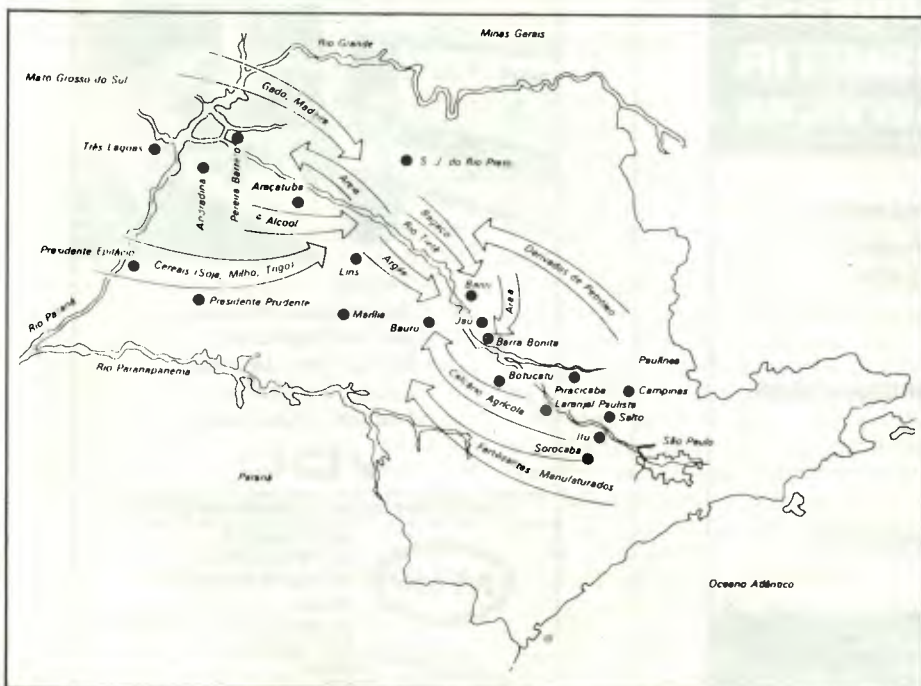 Rio Grande
Minas Gerais
Mato Grosso do Sul
Gado, Madeira
Três Lagoas
S. J. do Rio Preto
Andradina
Pereira Barreto
Araçatuba
Areia
Álcool
Bagaço
Rio Tietê
Derivados de Petróleo
Presidente Epitácio
Cereais (Soja, Milho, Trigo)
Lins
Argila
Bariri
Areia
Presidente Prudente
Rio Paraná
Marília
Bauru
Jaú
Barra Bonita
Paulínea
Rio Paranapanema
Botucatu
Piracicaba
Campinas
Calcário Agrícola
Laranjal Paulista
Salto
Itu
São Paulo
Sorocaba
Fertilizantes Manufaturados
Paraná
Oceano Atlântico